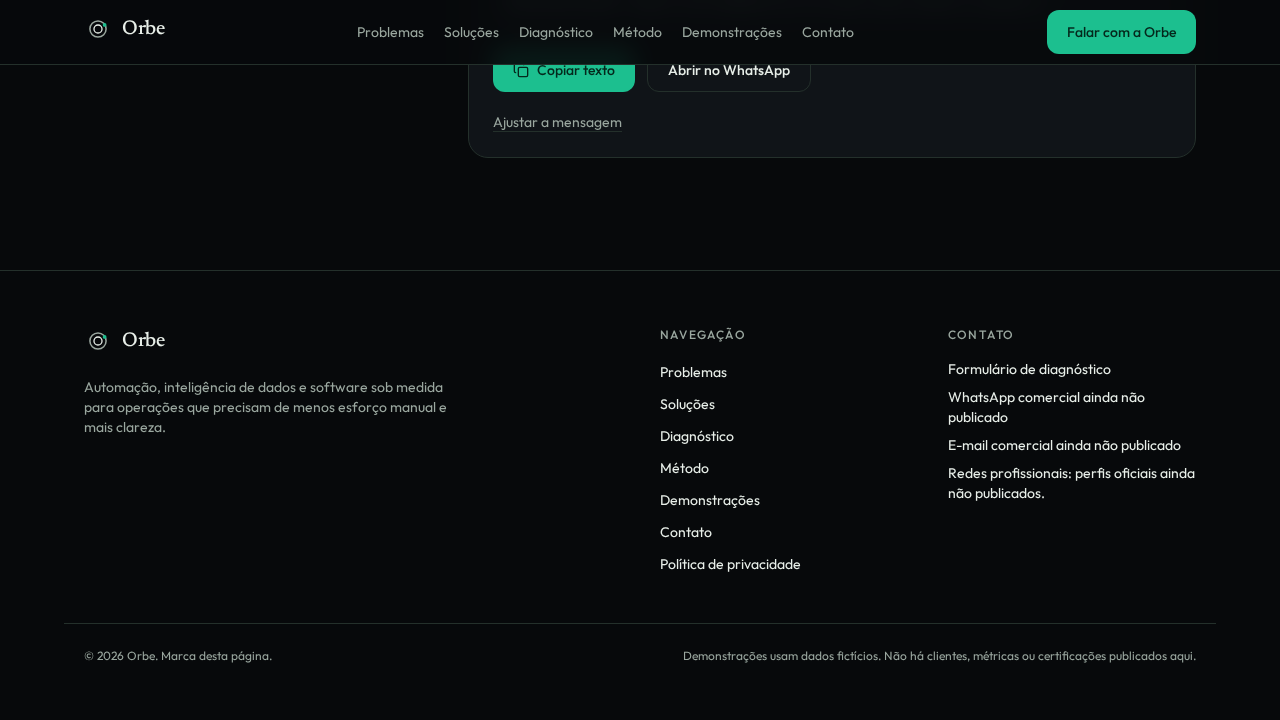 Orbe
Problemas
Soluções
Diagnóstico
Método
Demonstrações
Contato
Falar com a Orbe
Copiar texto
Abrir no WhatsApp
Ajustar a mensagem
Orbe
Automação, inteligência de dados e software sob medida
para operações que precisam de menos esforço manual e
mais clareza.
NAVEGAÇÃO
Problemas
Soluções
Diagnóstico
Método
Demonstrações
Contato
Política de privacidade
CONTATO
Formulário de diagnóstico
WhatsApp comercial ainda não
publicado
E-mail comercial ainda não publicado
Redes profissionais: perfis oficiais ainda
não publicados.
© 2026 Orbe. Marca desta página.
Demonstrações usam dados fictícios. Não há clientes, métricas ou certificações publicados aqui.